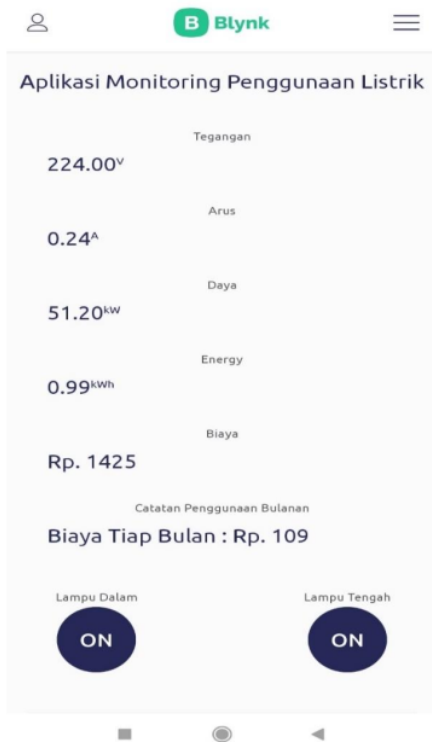 B Blynk
Aplikasi Monitoring Penggunaan Listrik
Tegangan
224.00V
Arus
0.24A
Daya
51.20kW
Energy
0.99kWh
Biaya
Rp. 1425
Catatan Penggunaan Bulanan
Biaya Tiap Bulan : Rp. 109
Lampu Dalam Lampu Tengah
ON ON